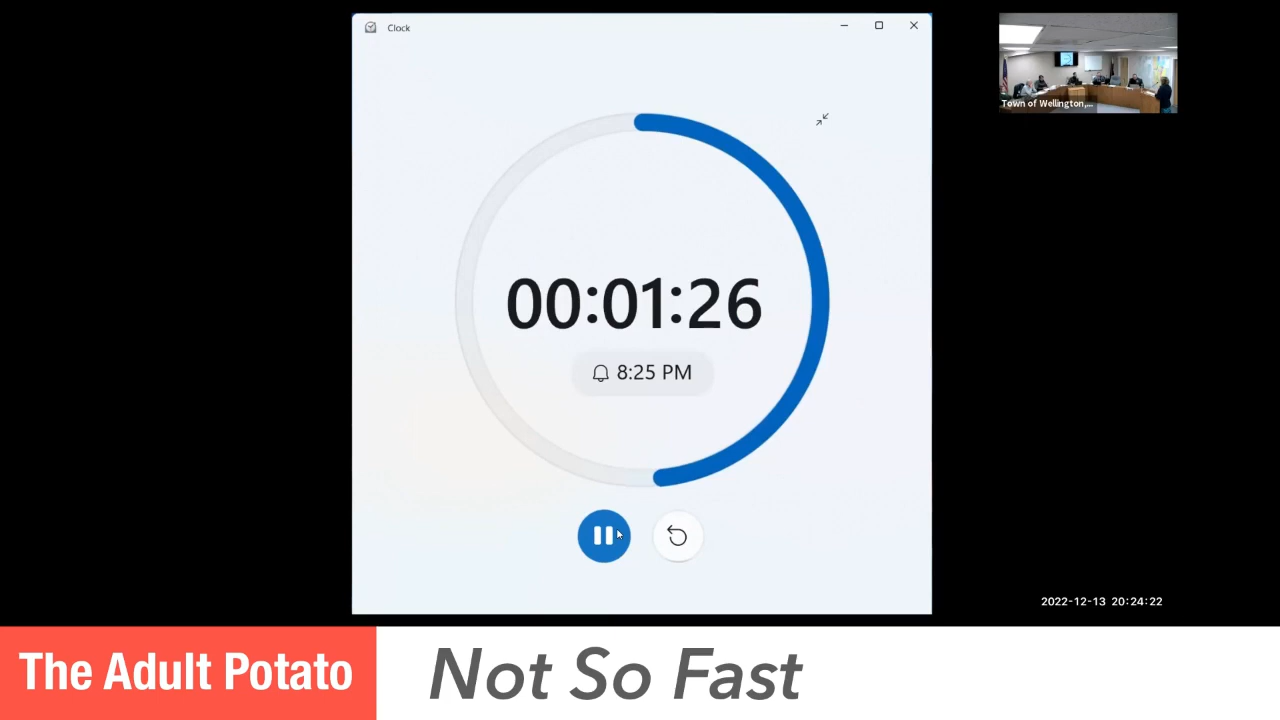 Clock
Town of Wellington,...
00:01:26
8:25 PM
2022-12-13 20:24:22
The Adult Potato
Not So Fast